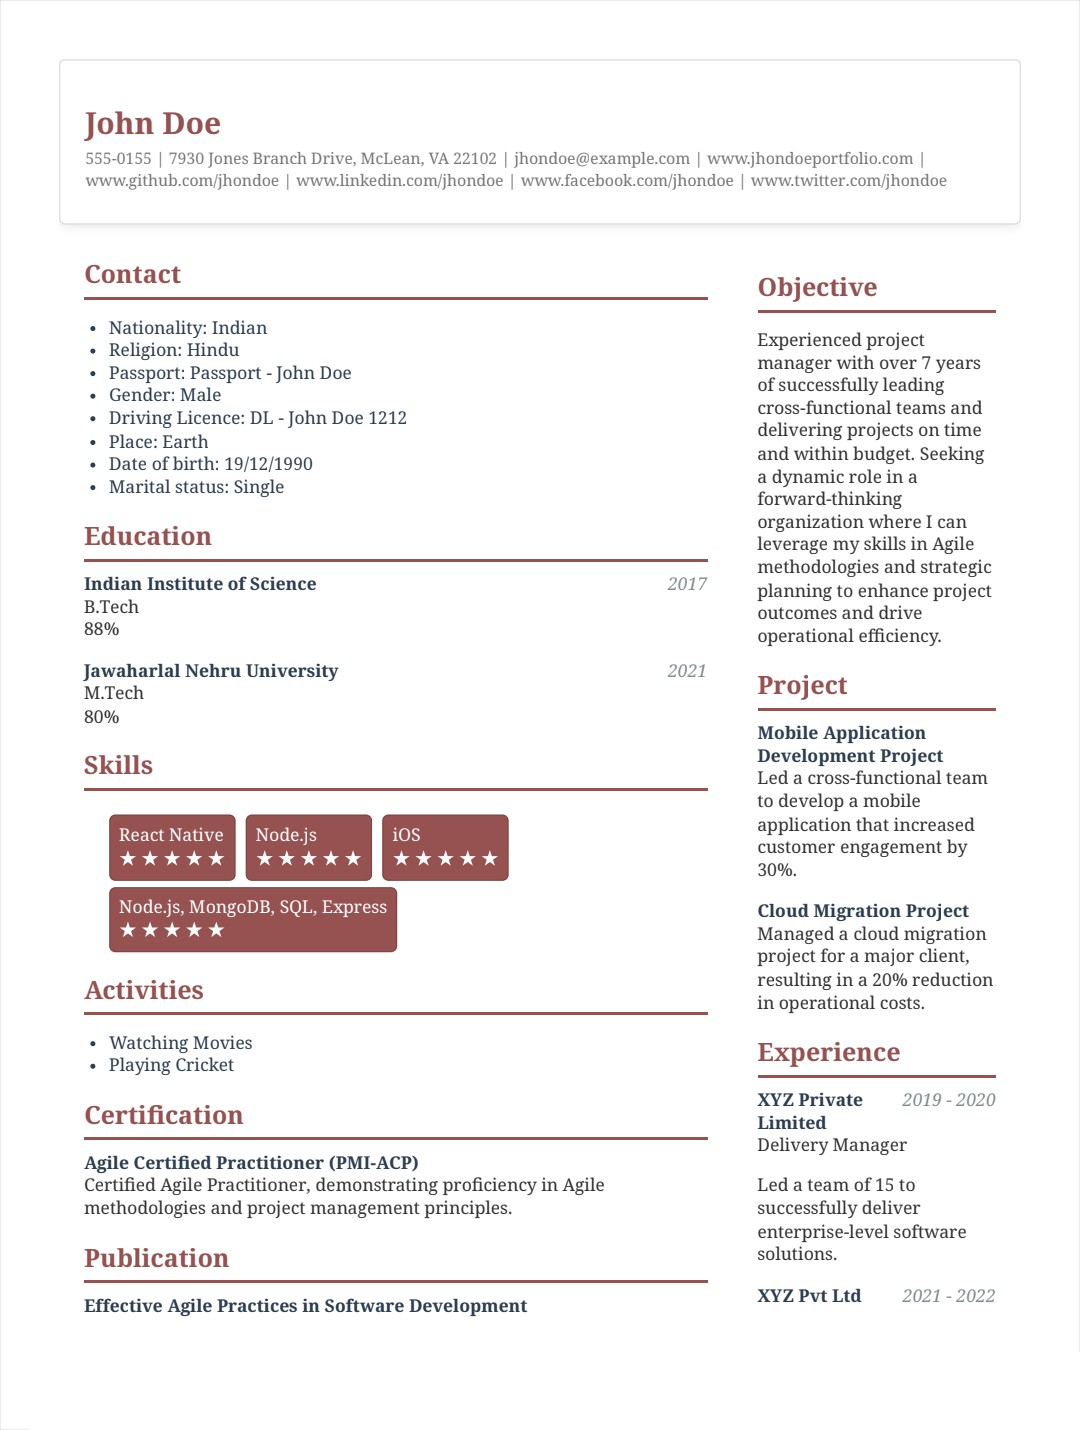 John Doe
555-0155 | 7930 Jones Branch Drive, McLean, VA 22102 | jhondoe@example.com | www.jhondoeportfolio.com |
www.github.com/jhondoe | www.linkedin.com/jhondoe | www.facebook.com/jhondoe | www.twitter.com/jhondoe
Contact
• Nationality: Indian
• Religion: Hindu
• Passport: Passport - John Doe
• Gender: Male
• Driving Licence: DL - John Doe 1212
• Place: Earth
• Date of birth: 19/12/1990
• Marital status: Single
Education
Indian Institute of Science 2017
B.Tech
88%
Jawaharlal Nehru University 2021
M.Tech
80%
Skills
React Native Node.js iOS
★★★★★ ★★★★★ ★★★★★
Node.js, MongoDB, SQL, Express
★★★★★
Activities
• Watching Movies
• Playing Cricket
Certification
Agile Certified Practitioner (PMI-ACP)
Certified Agile Practitioner, demonstrating proficiency in Agile
methodologies and project management principles.
Publication
Effective Agile Practices in Software Development
Objective
Experienced project
manager with over 7 years
of successfully leading
cross-functional teams and
delivering projects on time
and within budget. Seeking
a dynamic role in a
forward-thinking
organization where I can
leverage my skills in Agile
methodologies and strategic
planning to enhance project
outcomes and drive
operational efficiency.
Project
Mobile Application
Development Project
Led a cross-functional team
to develop a mobile
application that increased
customer engagement by
30%.
Cloud Migration Project
Managed a cloud migration
project for a major client,
resulting in a 20% reduction
in operational costs.
Experience
XYZ Private 2019 - 2020
Limited
Delivery Manager
Led a team of 15 to
successfully deliver
enterprise-level software
solutions.
XYZ Pvt Ltd 2021 - 2022